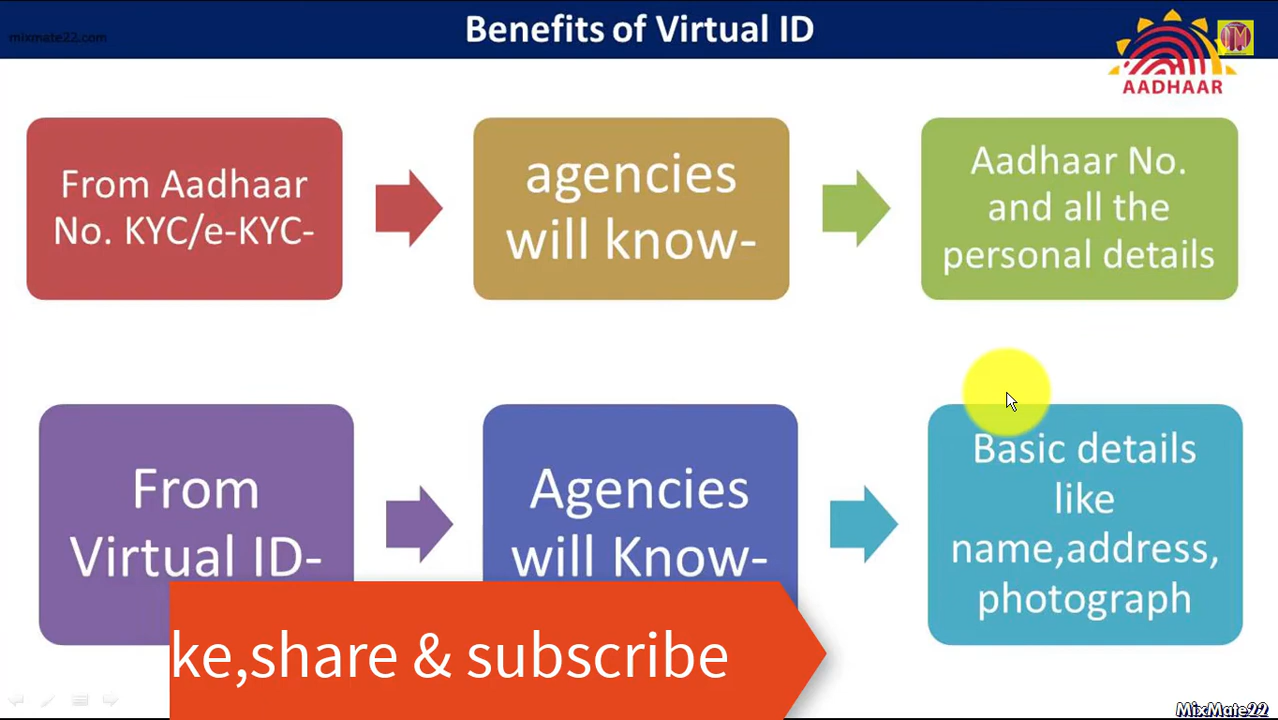 Benefits of Virtual ID
mixmate22.com
AADHAAR
From Aadhaar
No. KYC/e-KYC-
agencies
will know-
Aadhaar No.
and all the
personal details
From
Virtual ID-
Agencies
will Know-
Basic details
like
name,address,
photograph
ke,share & subscribe
MixMate22